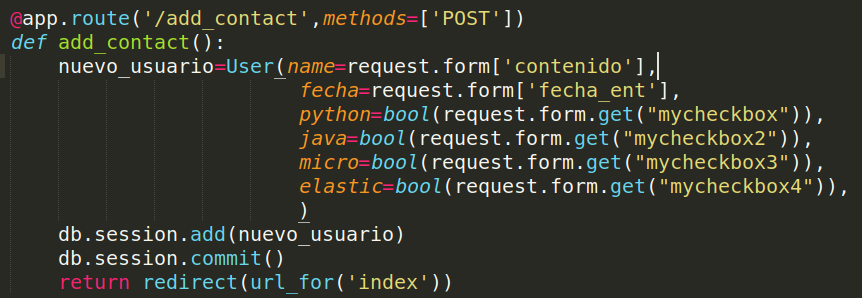 @app.route('/add_contact',methods=['POST'])
def add_contact():
    nuevo_usuario=User(name=request.form['contenido'],
                        fecha=request.form['fecha_ent'],
                        python=bool(request.form.get("mycheckbox")),
                        java=bool(request.form.get("mycheckbox2")),
                        micro=bool(request.form.get("mycheckbox3")),
                        elastic=bool(request.form.get("mycheckbox4")),
                        )
    db.session.add(nuevo_usuario)
    db.session.commit()
    return redirect(url_for('index'))